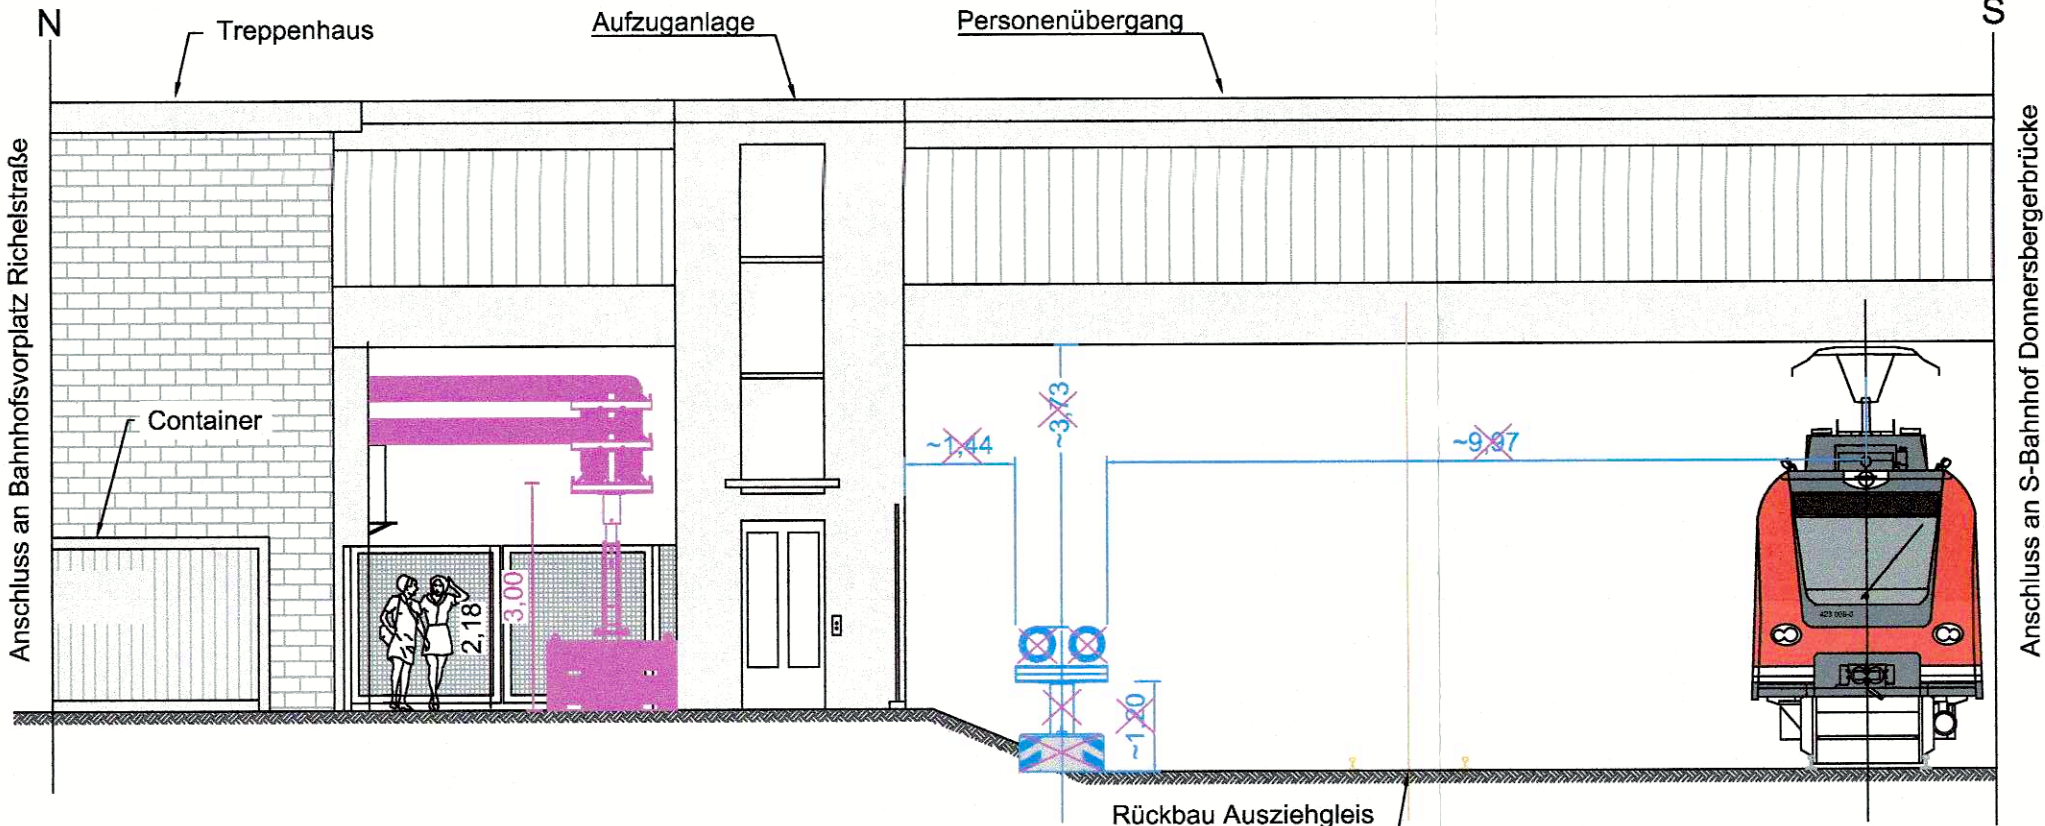 N
S
Treppenhaus
Aufzuganlage
Personenübergang
Anschluss an Bahnhofsvorplatz Richelstraße
Anschluss an S-Bahnhof Donnersbergerbrücke
Container
~1,44
~3,73
~9,97
3,00
2,18
~1,20
Rückbau Ausziehgleis